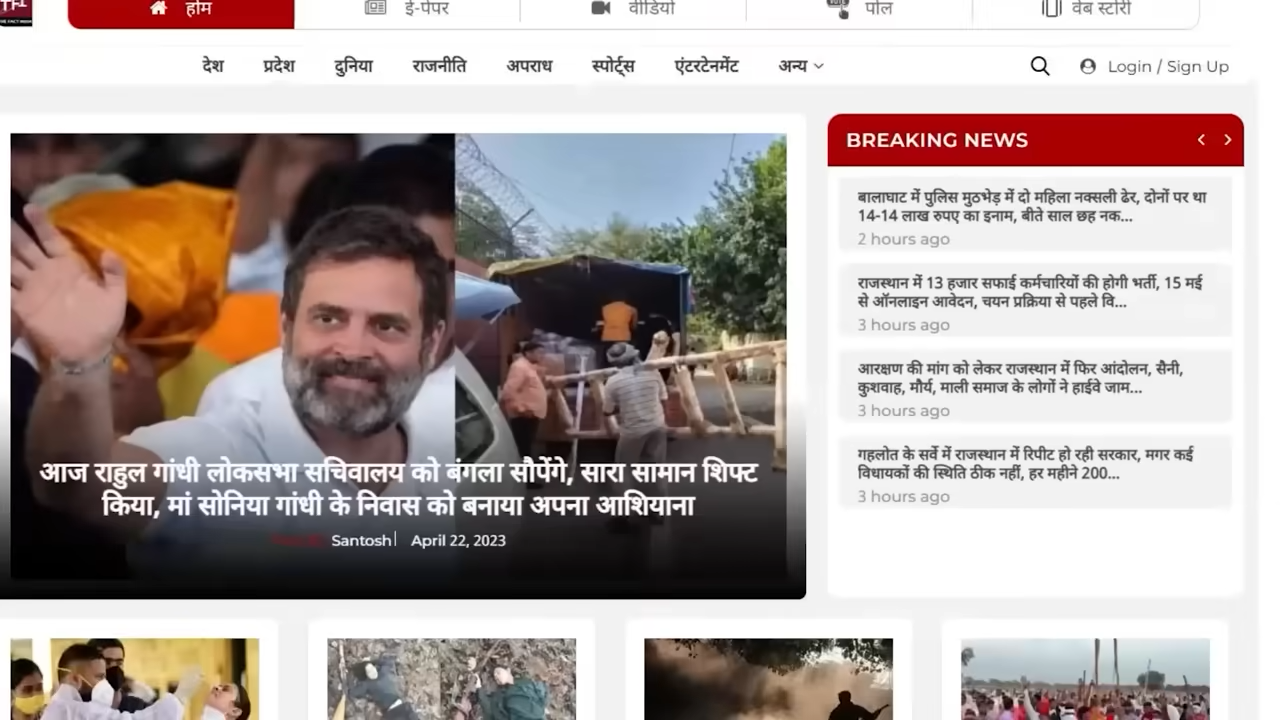 होम
ई-पेपर
वीडियो
पोल
वेब स्टोरी
देश
प्रदेश
दुनिया
राजनीति
अपराध
स्पोर्ट्स
एंटरटेनमेंट
अन्य
Login / Sign Up
आज राहुल गांधी लोकसभा सचिवालय को बंगला सौपेंगे, सारा सामान शिफ्ट
किया, मां सोनिया गांधी के निवास को बनाया अपना आशियाना
Santosh
April 22, 2023
BREAKING NEWS
बालाघाट में पुलिस मुठभेड़ में दो महिला नक्सली ढेर, दोनों पर था
14-14 लाख रुपए का इनाम, बीते साल छह नक...
2 hours ago
राजस्थान में 13 हजार सफाई कर्मचारियों की होगी भर्ती, 15 मई
से ऑनलाइन आवेदन, चयन प्रक्रिया से पहले वि...
3 hours ago
आरक्षण की मांग को लेकर राजस्थान में फिर आंदोलन, सैनी,
कुशवाह, मौर्य, माली समाज के लोगों ने हाईवे जाम...
3 hours ago
गहलोत के सर्वे में राजस्थान में रिपीट हो रही सरकार, मगर कई
विधायकों की स्थिति ठीक नहीं, हर महीने 200...
3 hours ago